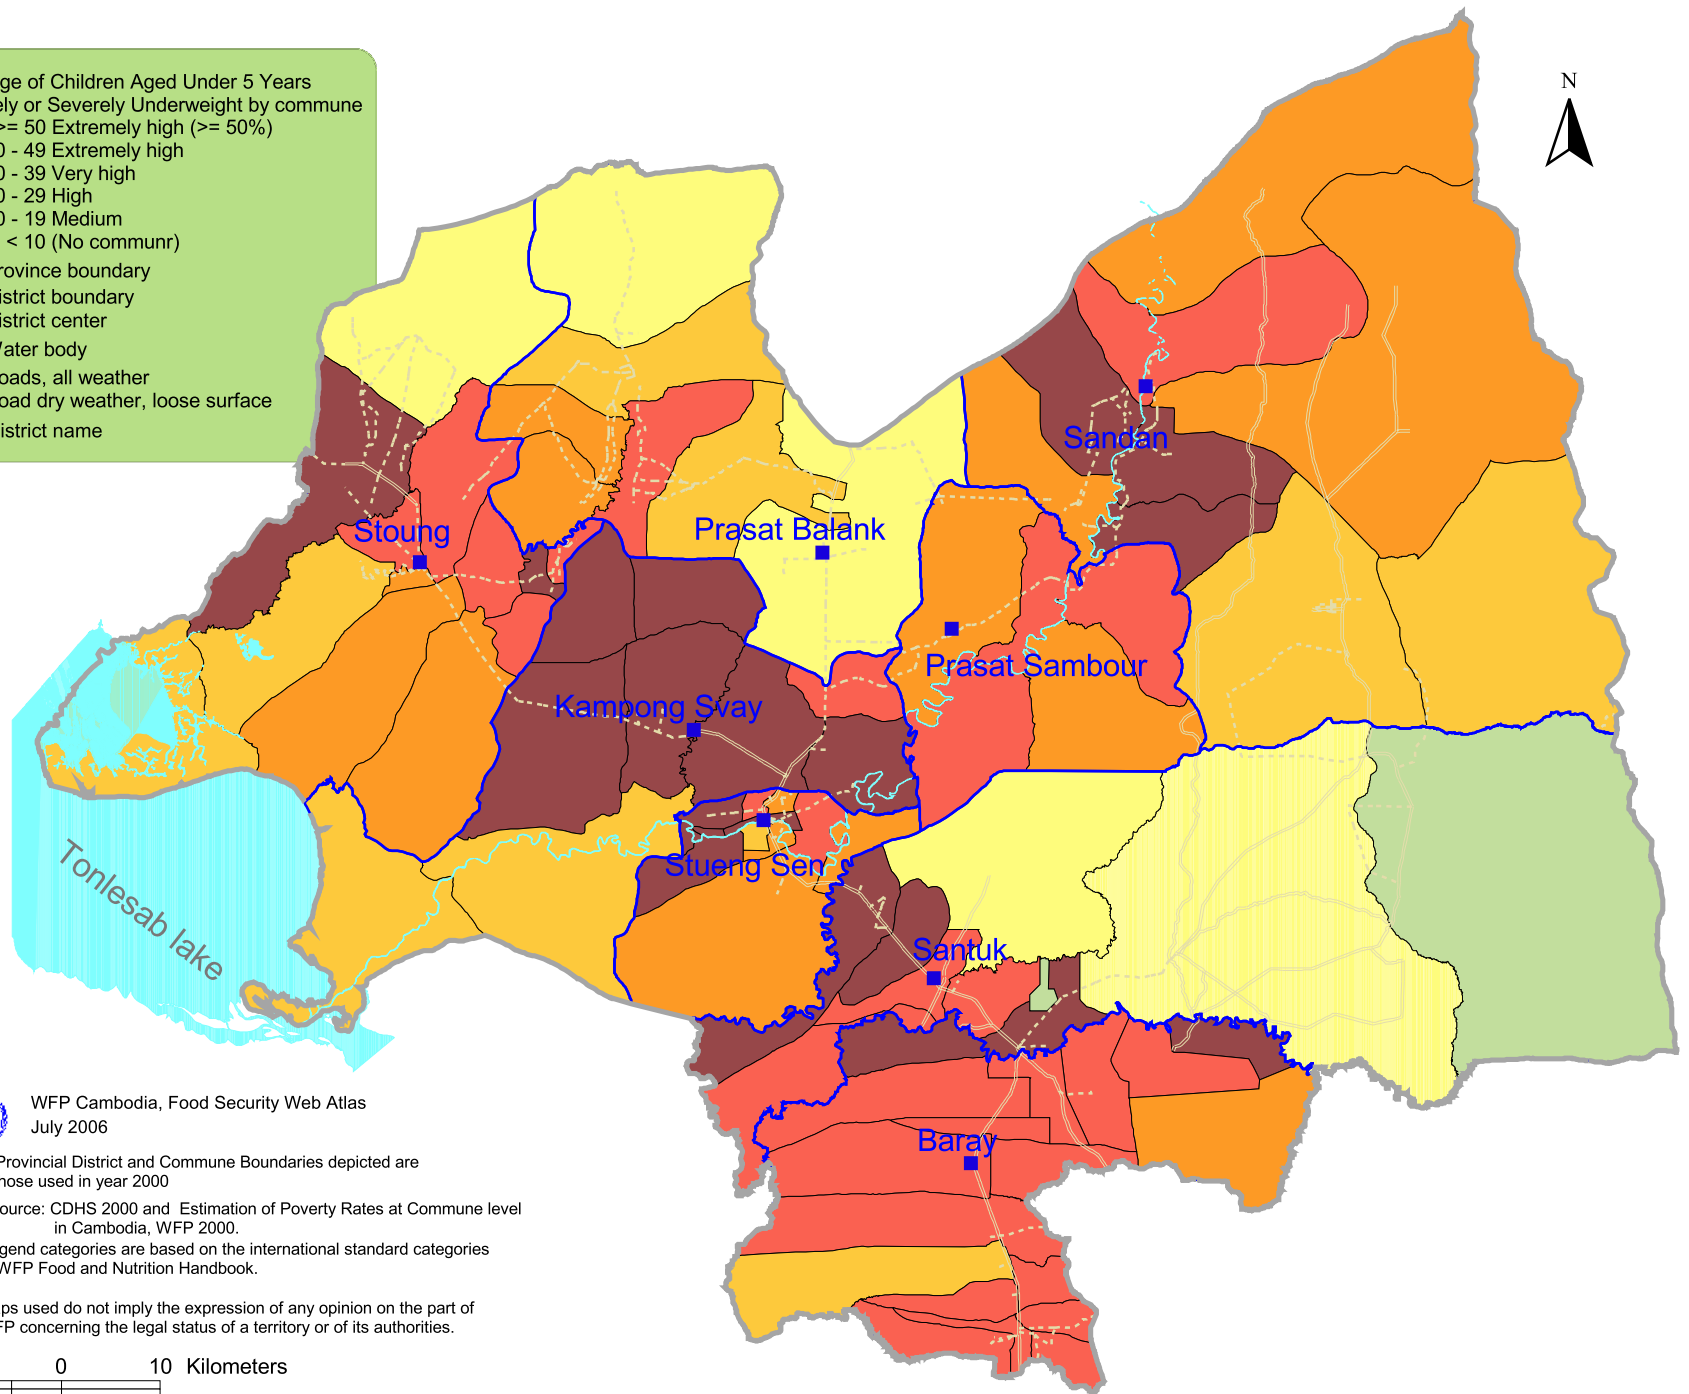 ge of Children Aged Under 5 Years
ely or Severely Underweight by commune
>= 50 Extremely high (>= 50%)
0 - 49 Extremely high
0 - 39 Very high
0 - 29 High
0 - 19 Medium
< 10 (No communr)
rovince boundary
istrict boundary
istrict center
Water body
oads, all weather
oad dry weather, loose surface
istrict name
N
Sandan
Stoung
Prasat Balank
Prasat Sambour
Kampong Svay
Stueng Sen
Tonlesab lake
Santuk
Baray
WFP Cambodia, Food Security Web Atlas
July 2006
Provincial District and Commune Boundaries depicted are
hose used in year 2000
ource: CDHS 2000 and Estimation of Poverty Rates at Commune level
in Cambodia, WFP 2000.
gend categories are based on the international standard categories
WFP Food and Nutrition Handbook.
ps used do not imply the expression of any opinion on the part of
FP concerning the legal status of a territory or of its authorities.
0 10 Kilometers